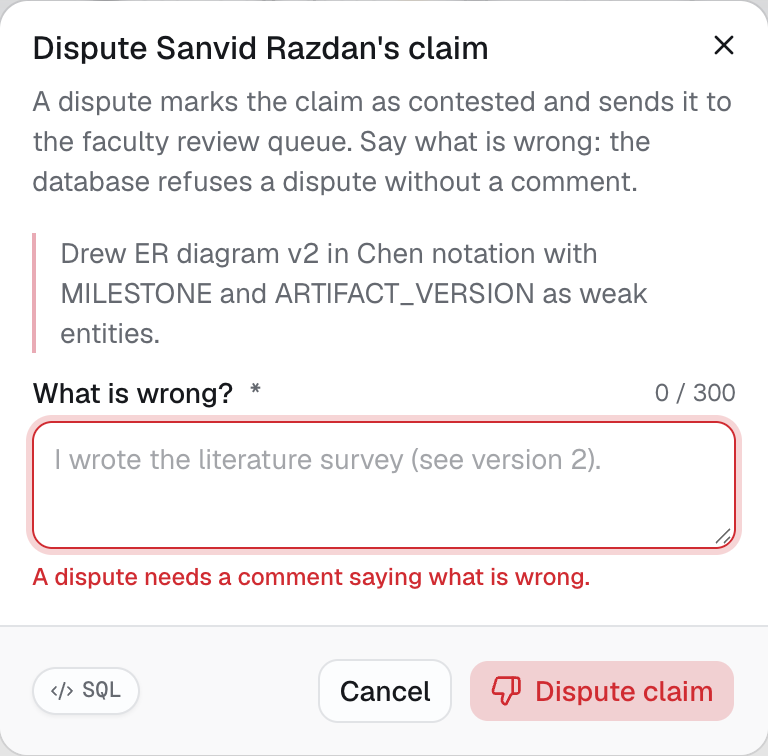 Dispute Sanvid Razdan's claim
A dispute marks the claim as contested and sends it to
the faculty review queue. Say what is wrong: the
database refuses a dispute without a comment.
Drew ER diagram v2 in Chen notation with
MILESTONE and ARTIFACT_VERSION as weak
entities.
What is wrong? *
0 / 300
I wrote the literature survey (see version 2).
A dispute needs a comment saying what is wrong.
</> SQL
Cancel
Dispute claim